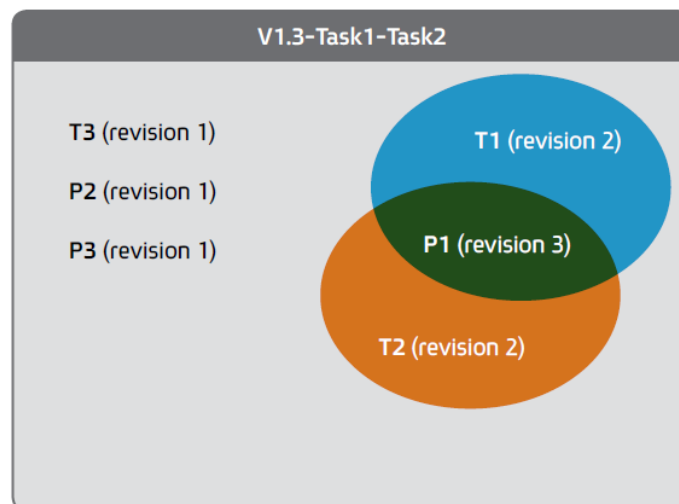 V1.3-Task1-Task2
T3 (revision 1)
P2 (revision 1)
P3 (revision 1)
T1 (revision 2)
P1 (revision 3)
T2 (revision 2)